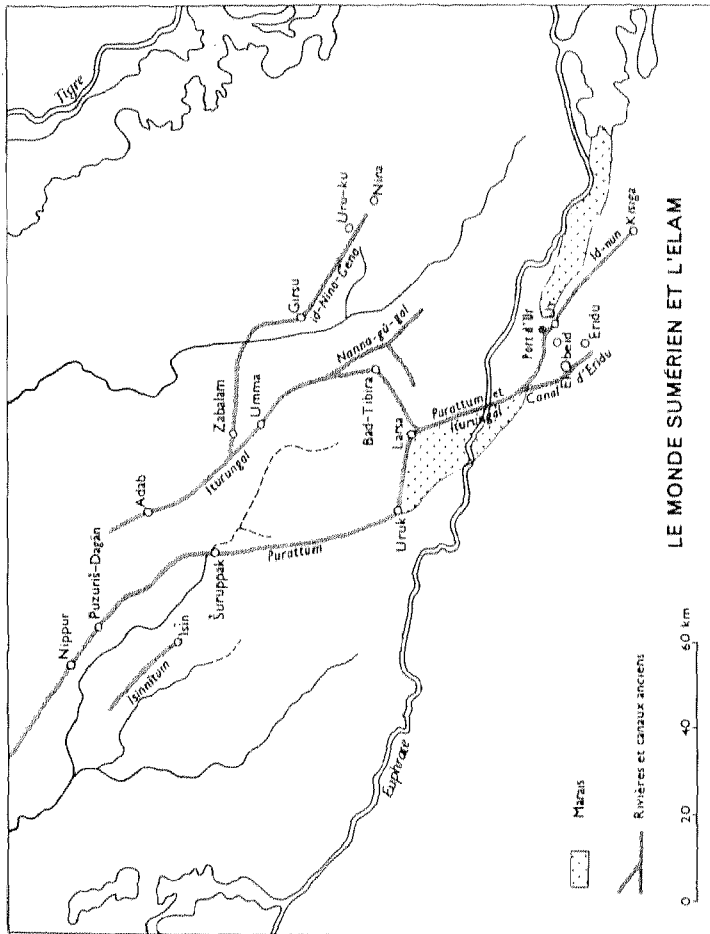 Tigre
Nippur
Puzuriš-Dagân
Adab
Zabalam
Umma
Girsu
Uru-ku
Nina
id-Nina-Gena
Iturungal
Nanna-gú-gal
Isinnitum
Isin
Šuruppak
Purattum
Bad-Tibira
Larsa
Uruk
Purattum et
Iturungal
Port d'Ur
Ur
Id-nun
Kisiga
El Obeid
Eridu
Canal
d'Eridu
Euphrate
Marais
Rivières et canaux anciens
0 20 40 60 km
LE MONDE SUMÉRIEN ET L'ELAM